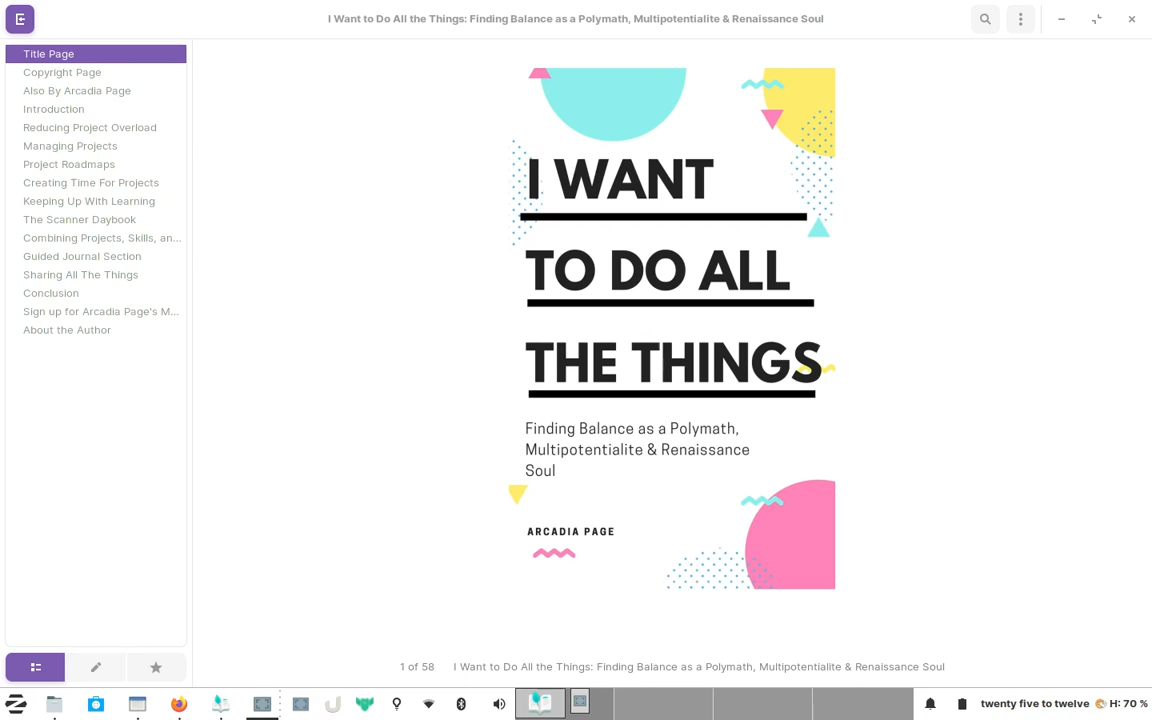 I Want to Do All the Things: Finding Balance as a Polymath, Multipotentialite & Renaissance Soul
Title Page
Copyright Page
Also By Arcadia Page
Introduction
Reducing Project Overload
Managing Projects
Project Roadmaps
Creating Time For Projects
Keeping Up With Learning
The Scanner Daybook
Combining Projects, Skills, an...
Guided Journal Section
Sharing All The Things
Conclusion
Sign up for Arcadia Page's M...
About the Author
I WANT
TO DO ALL
THE THINGS
Finding Balance as a Polymath,
Multipotentialite & Renaissance
Soul
ARCADIA PAGE
1 of 58 I Want to Do All the Things: Finding Balance as a Polymath, Multipotentialite & Renaissance Soul
twenty five to twelve H: 70 %